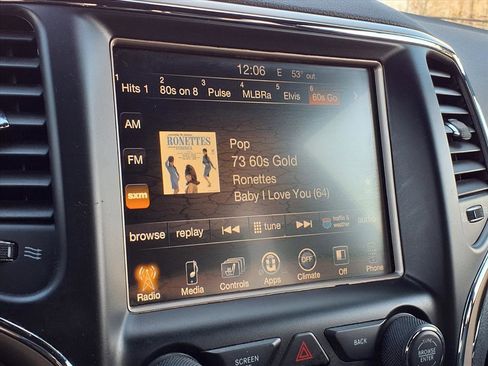 12:06 E 53° out
1 Hits 1 2 80s on 8 3 Pulse 4 MLBRa 5 Elvis 6 60s Go
AM
FM
sxm
RONETTES
Pop
73 60s Gold
Ronettes
Baby I Love You (64)
browse replay tune traffic & weather audio
Radio Media Controls Apps OFF Climate Off Phone
SCREEN BACK BROWSE